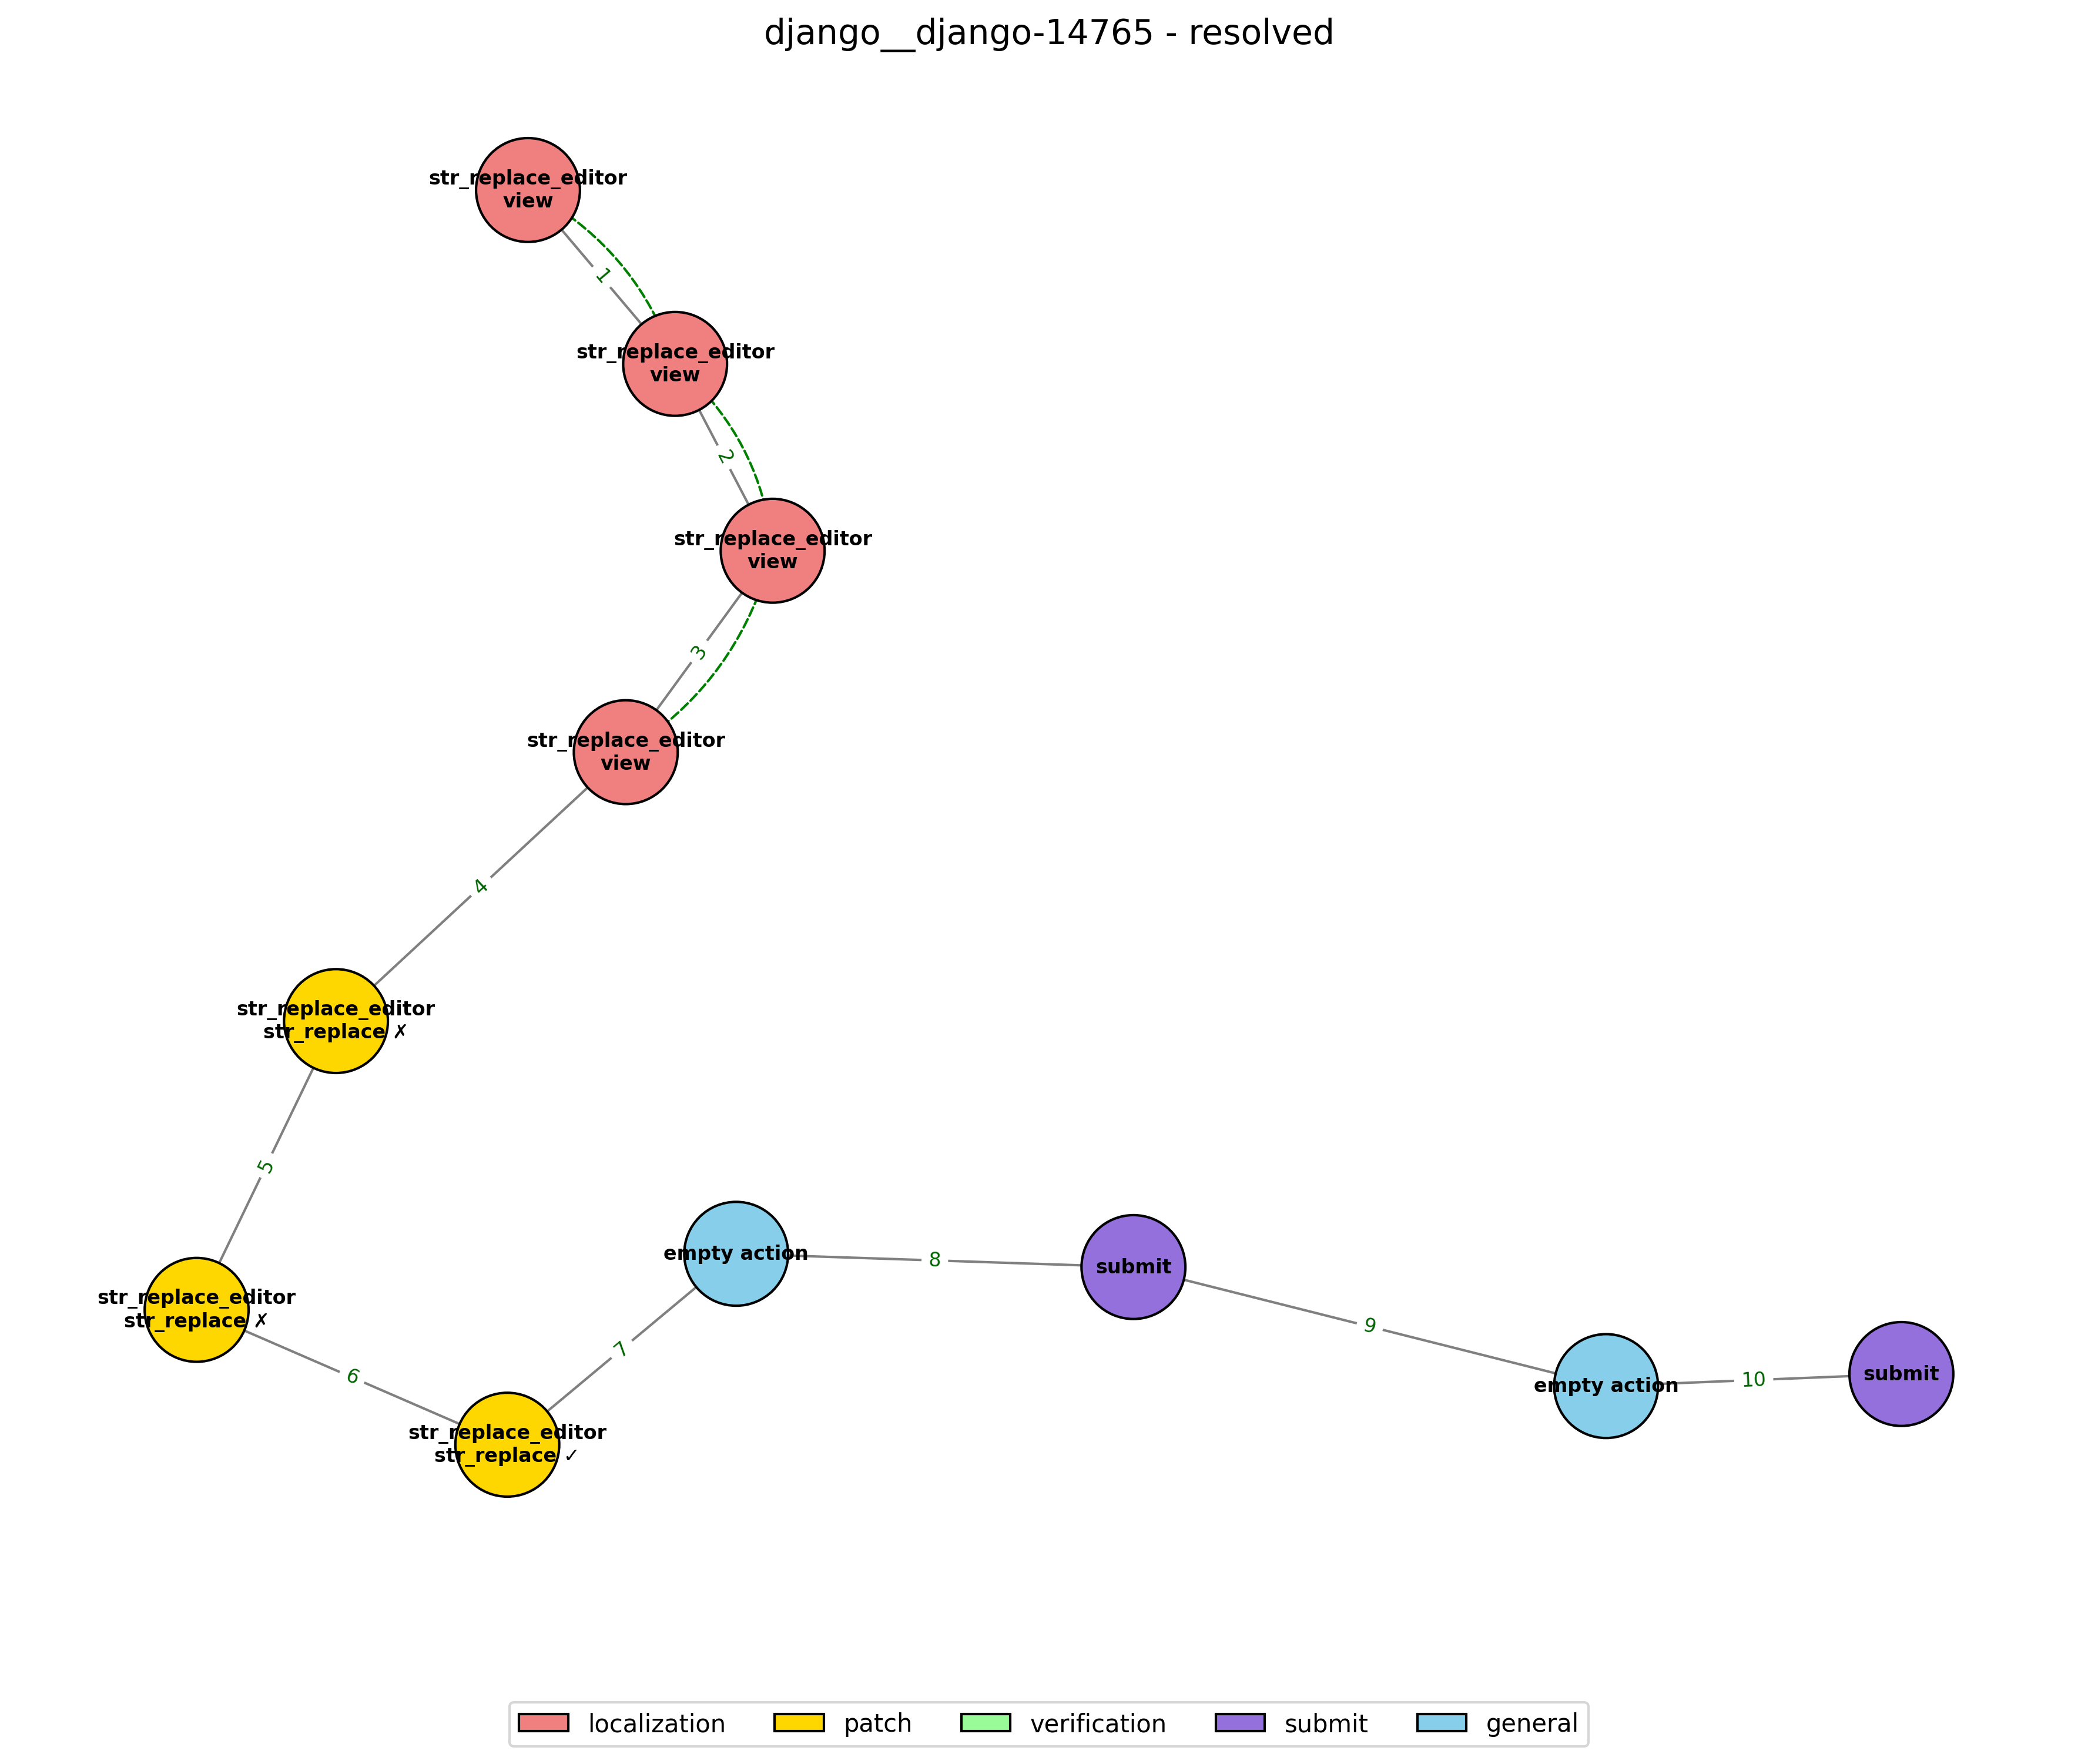 django__django-14765 - resolved
str_replace_editor
view
1
str_replace_editor
view
2
str_replace_editor
view
3
str_replace_editor
view
4
str_replace_editor
str_replace ✗
5
str_replace_editor
str_replace ✗
6
str_replace_editor
str_replace ✓
7
empty action
8
submit
9
empty action
10
submit
localization
patch
verification
submit
general